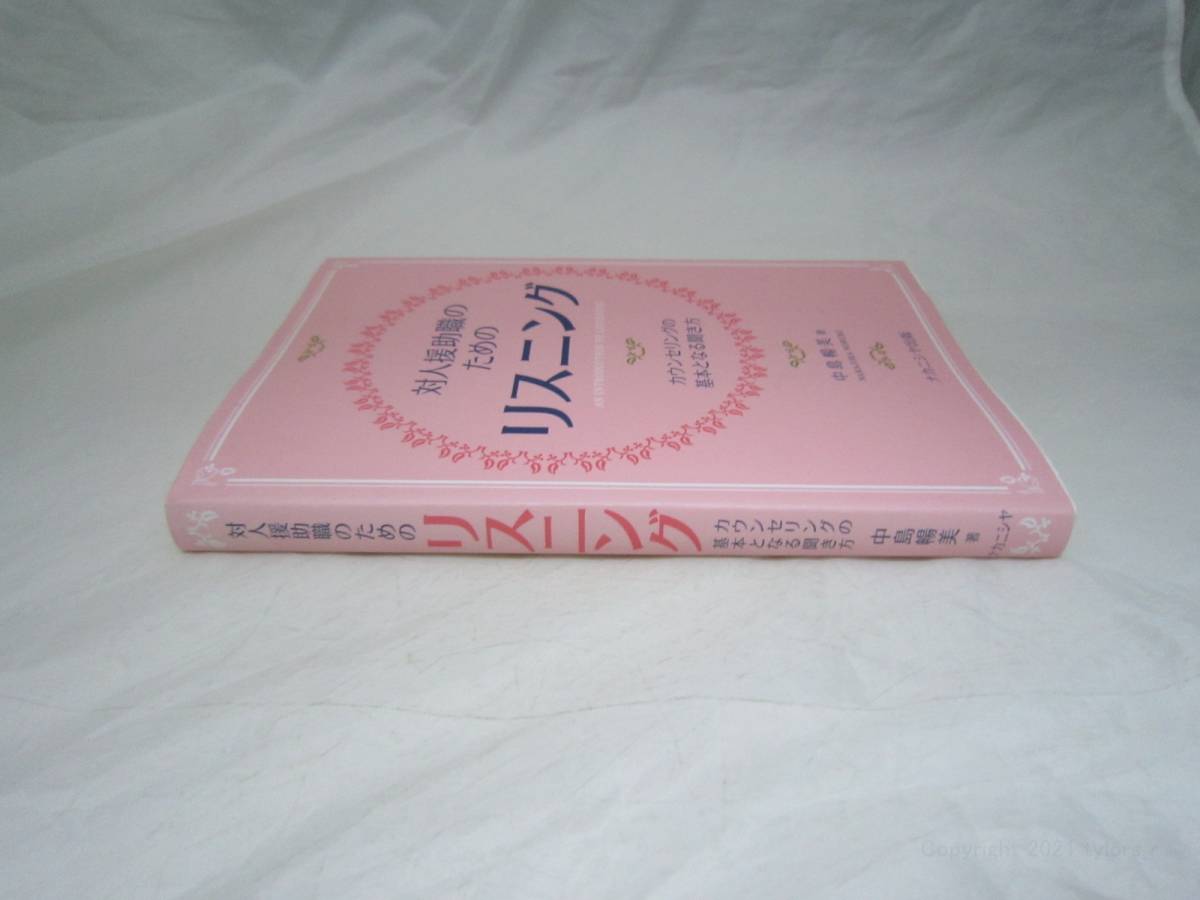 対人援助職の
ための
リスニング
カウンセリングの
基本となる聞き方
中島暢美 著
ナカニシヤ出版
対人援助職のための
リスニング
カウンセリングの
基本となる聞き方
中島暢美 著
ナカニシヤ
Copyright 2021